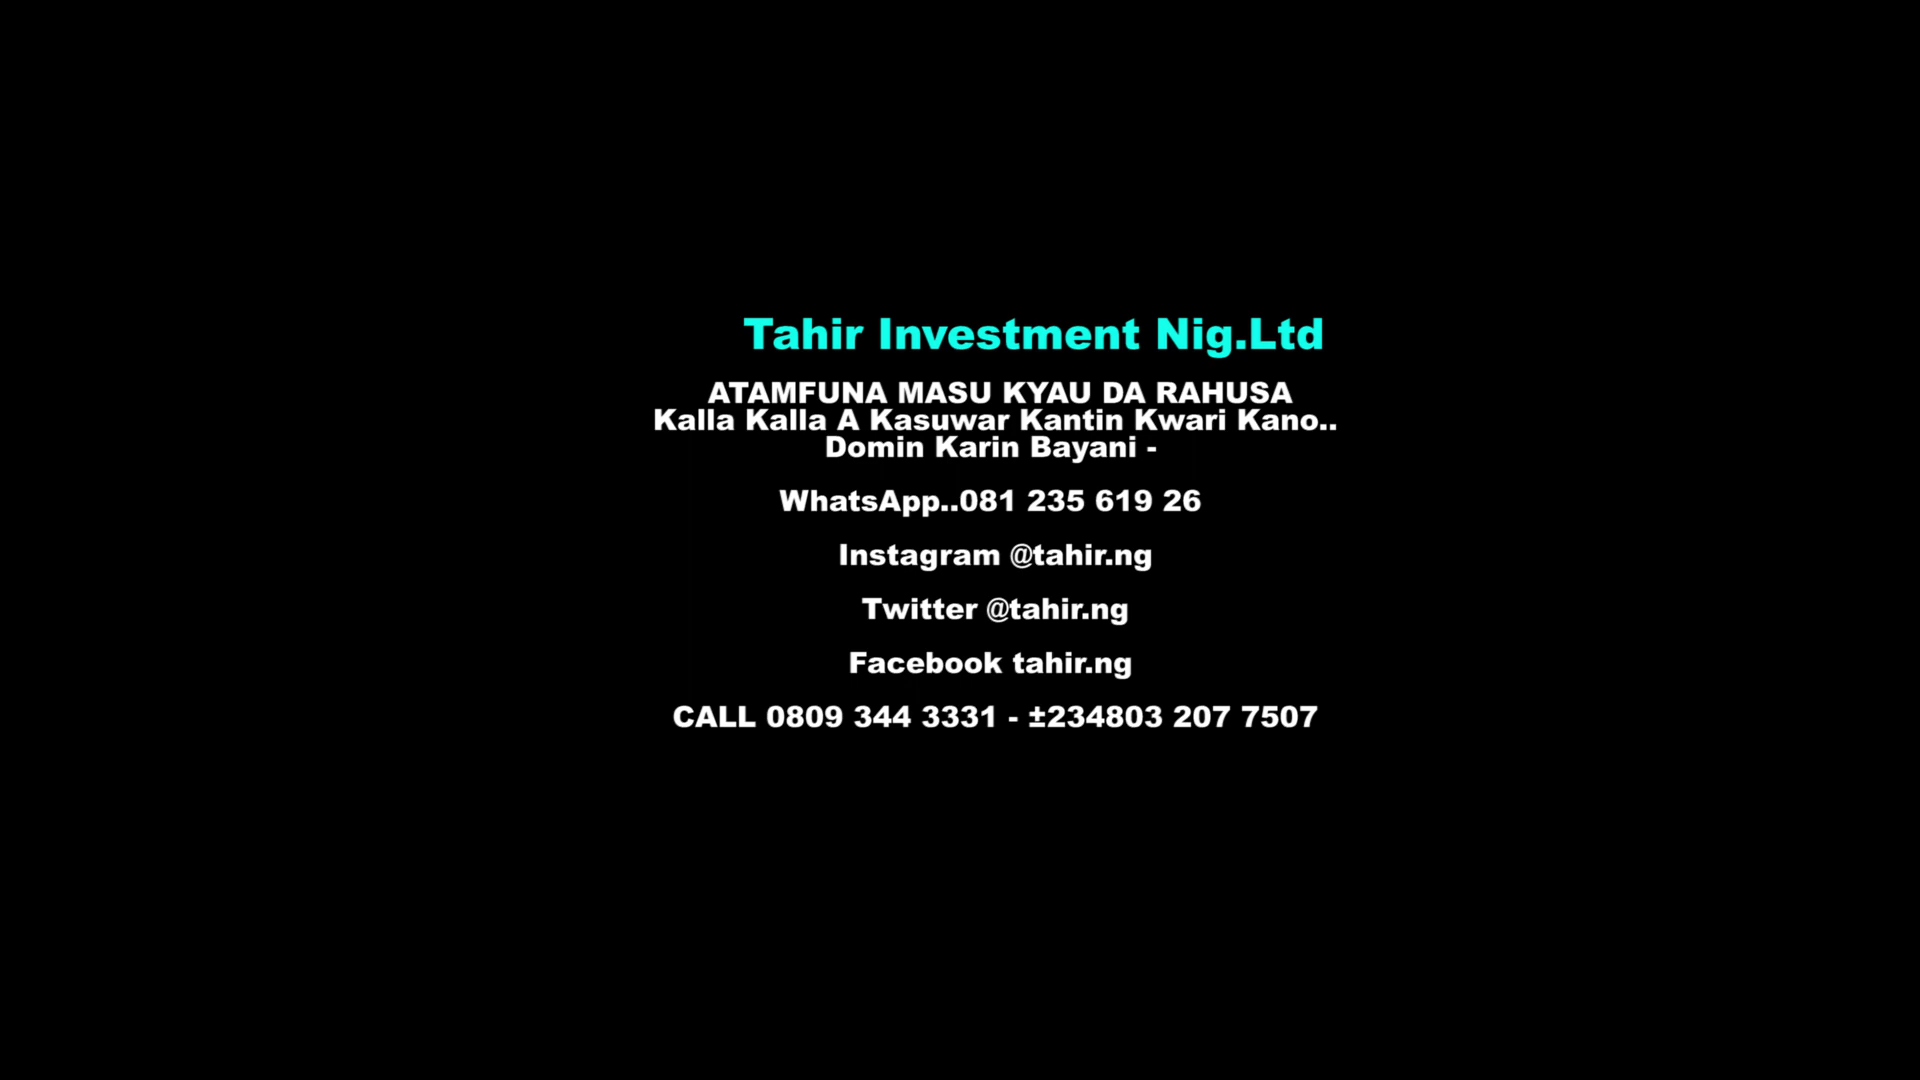 Tahir Investment Nig.Ltd
ATAMFUNA MASU KYAU DA RAHUSA
Kalla Kalla A Kasuwar Kantin Kwari Kano..
Domin Karin Bayani -
WhatsApp..081 235 619 26
Instagram @tahir.ng
Twitter @tahir.ng
Facebook tahir.ng
CALL 0809 344 3331 - ±234803 207 7507